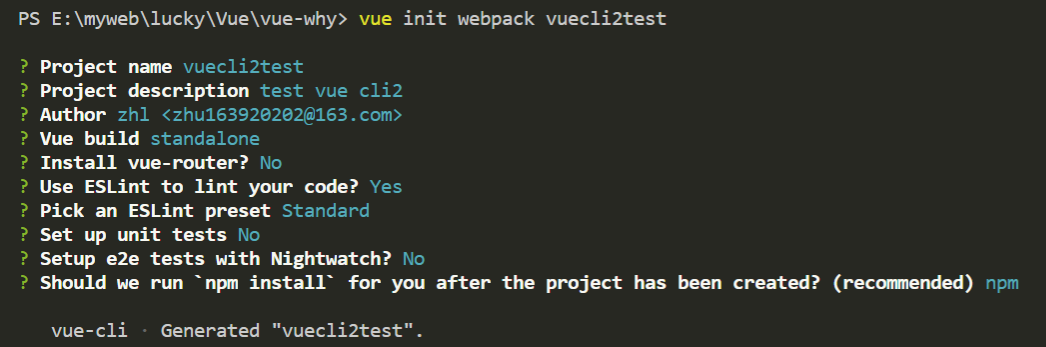 PS E:\myweb\lucky\Vue\vue-why> vue init webpack vuecli2test
? Project name vuecli2test
? Project description test vue cli2
? Author zhl <zhu163920202@163.com>
? Vue build standalone
? Install vue-router? No
? Use ESLint to lint your code? Yes
? Pick an ESLint preset Standard
? Set up unit tests No
? Setup e2e tests with Nightwatch? No
? Should we run `npm install` for you after the project has been created? (recommended) npm
vue-cli · Generated "vuecli2test".